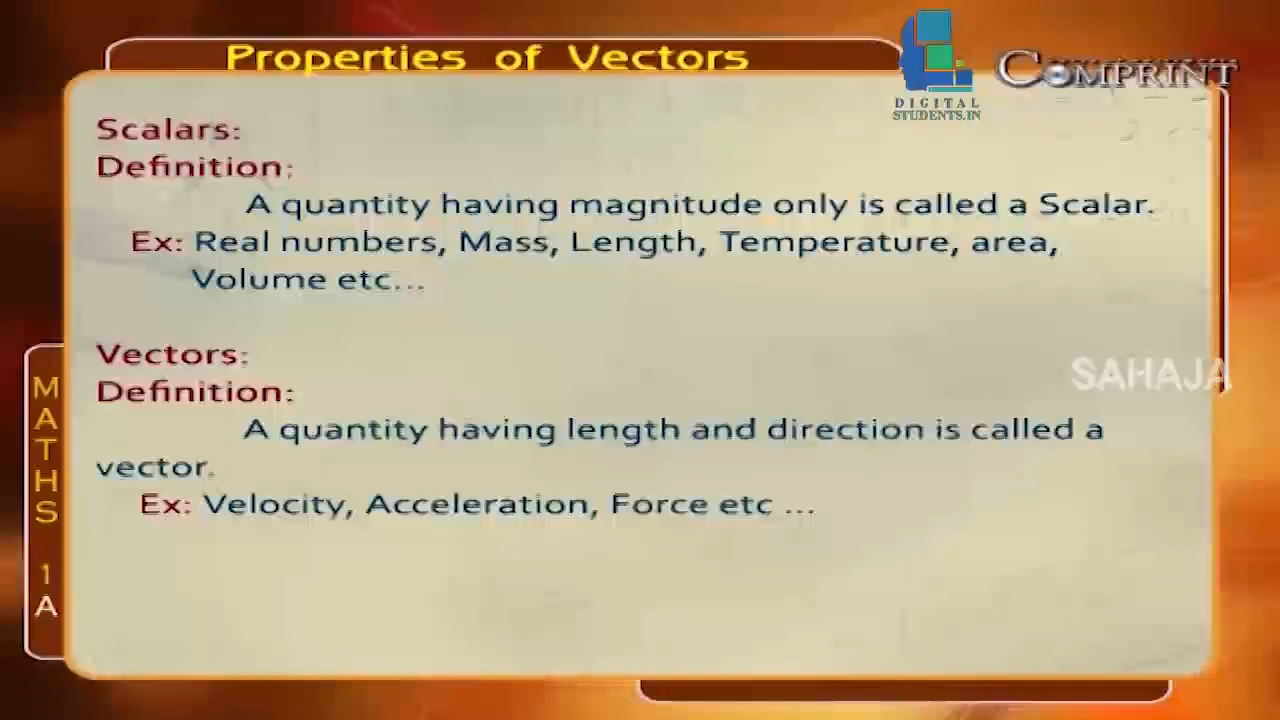 Properties of Vectors
DIGITAL
STUDENTS.IN
COMPRINT
Scalars:
Definition:
A quantity having magnitude only is called a Scalar.
Ex: Real numbers, Mass, Length, Temperature, area,
Volume etc...
Vectors:
Definition:
A quantity having length and direction is called a
vector.
Ex: Velocity, Acceleration, Force etc ...
SAHAJA
MATHS 1A